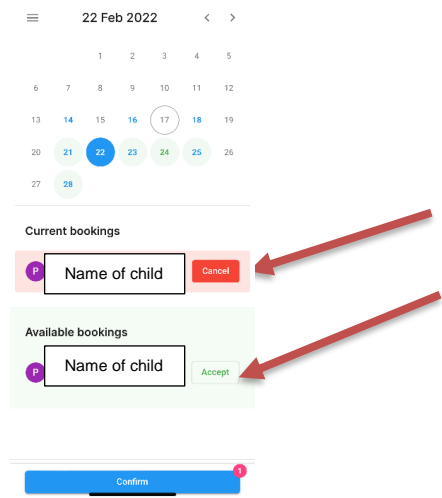 22 Feb 2022
1 2 3 4 5
6 7 8 9 10 11 12
13 14 15 16 17 18 19
20 21 22 23 24 25 26
27 28
Current bookings
P Name of child Cancel
Available bookings
P Name of child Accept
1
Confirm